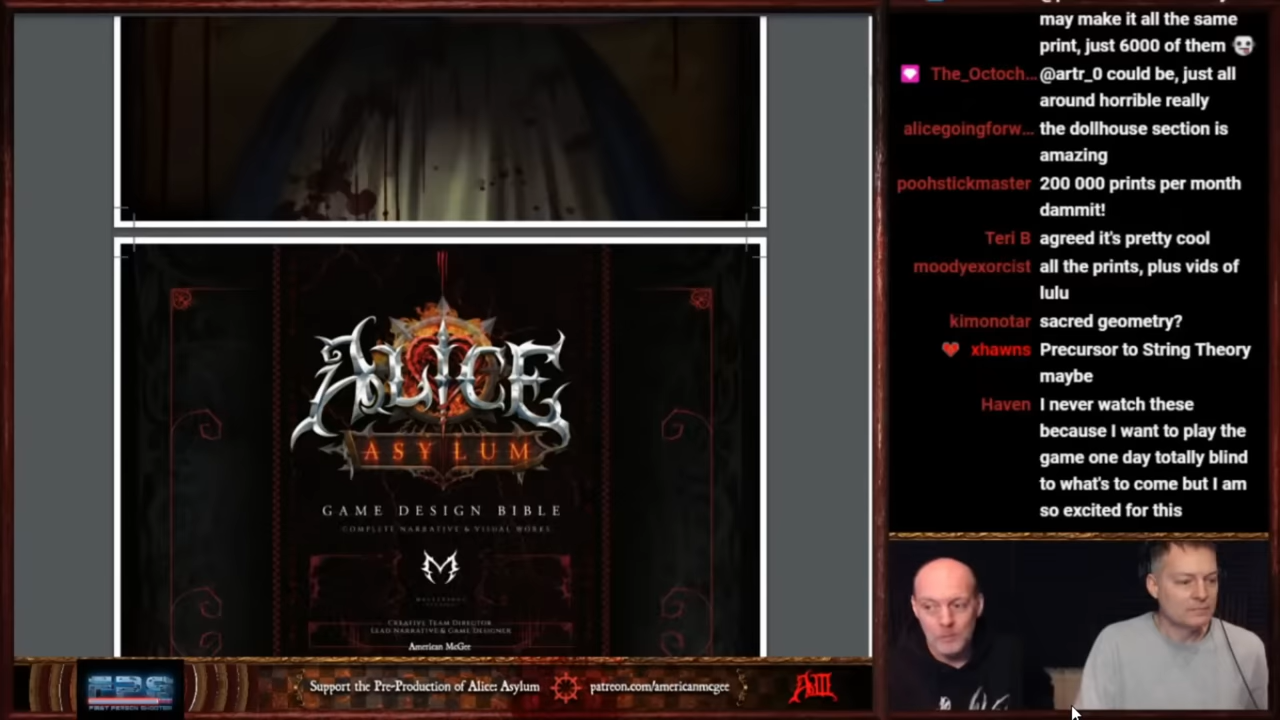 ALICE
ASYLUM
GAME DESIGN BIBLE
COMPLETE NARRATIVE & VISUAL WORKS
CREATIVE TEAM DIRECTOR
LEAD NARRATIVE & GAME DESIGNER
American McGee
may make it all the same
print, just 6000 of them
The_Octoch... @artr_0 could be, just all
around horrible really
alicegoingforw... the dollhouse section is
amazing
poohstickmaster 200 000 prints per month
dammit!
Teri B agreed it's pretty cool
moodyexorcist all the prints, plus vids of
lulu
kimonotar sacred geometry?
xhawns Precursor to String Theory
maybe
Haven I never watch these
because I want to play the
game one day totally blind
to what's to come but I am
so excited for this
FPS
FIRST PERSON SHOOTER
Support the Pre-Production of Alice: Asylum
patreon.com/americanmcgee